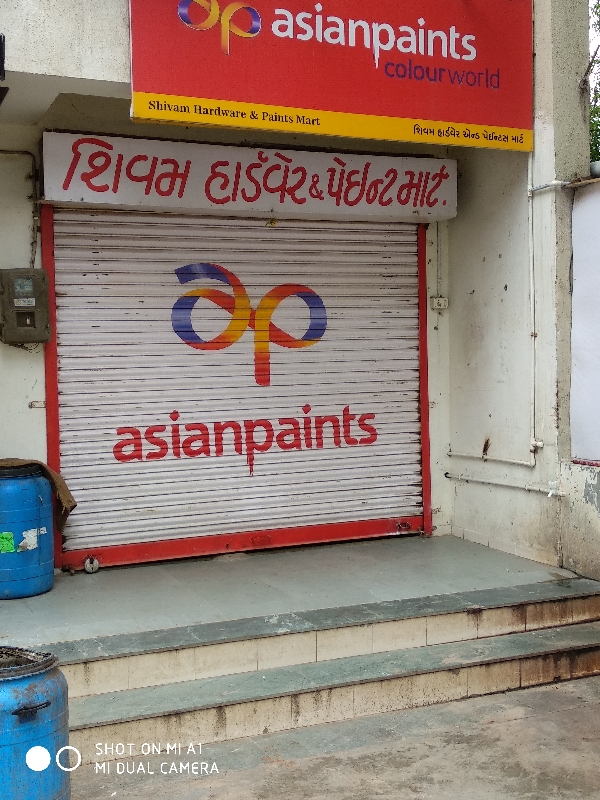 asianpaints
colourworld
Shivam Hardware & Paints Mart
શિવમ હાર્ડવેર એન્ડ પેઈન્ટસ માર્ટ
શિવમ હાર્ડવેર & પેઇન્ટ માર્ટ.
asianpaints
SHOT ON MI A1
MI DUAL CAMERA